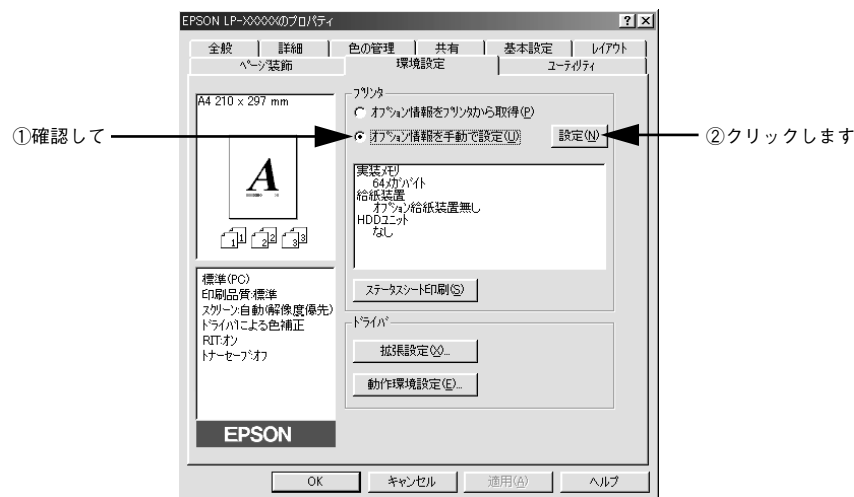 EPSON LP-XXXXXのプロパティ
全般 詳細 色の管理 共有 基本設定 レイアウト
ページ装飾 環境設定 ユーティリティ
A4 210 x 297 mm
プリンタ
オプション情報をプリンタから取得(P)
①確認して
オプション情報を手動で設定(U)
設定(N)
②クリックします
A
1 1 2 2 3 3
実装メモリ
64メガバイト
給紙装置
オプション給紙装置無し
HDDユニット
なし
ステータスシート印刷(S)
標準(PC)
印刷品質:標準
スクリーン:自動(解像度優先)
ドライバによる色補正
RIT:オン
トナーセーブ:オフ
ドライバ
拡張設定(X)...
動作環境設定(E)...
EPSON
OK キャンセル 適用(A) ヘルプ